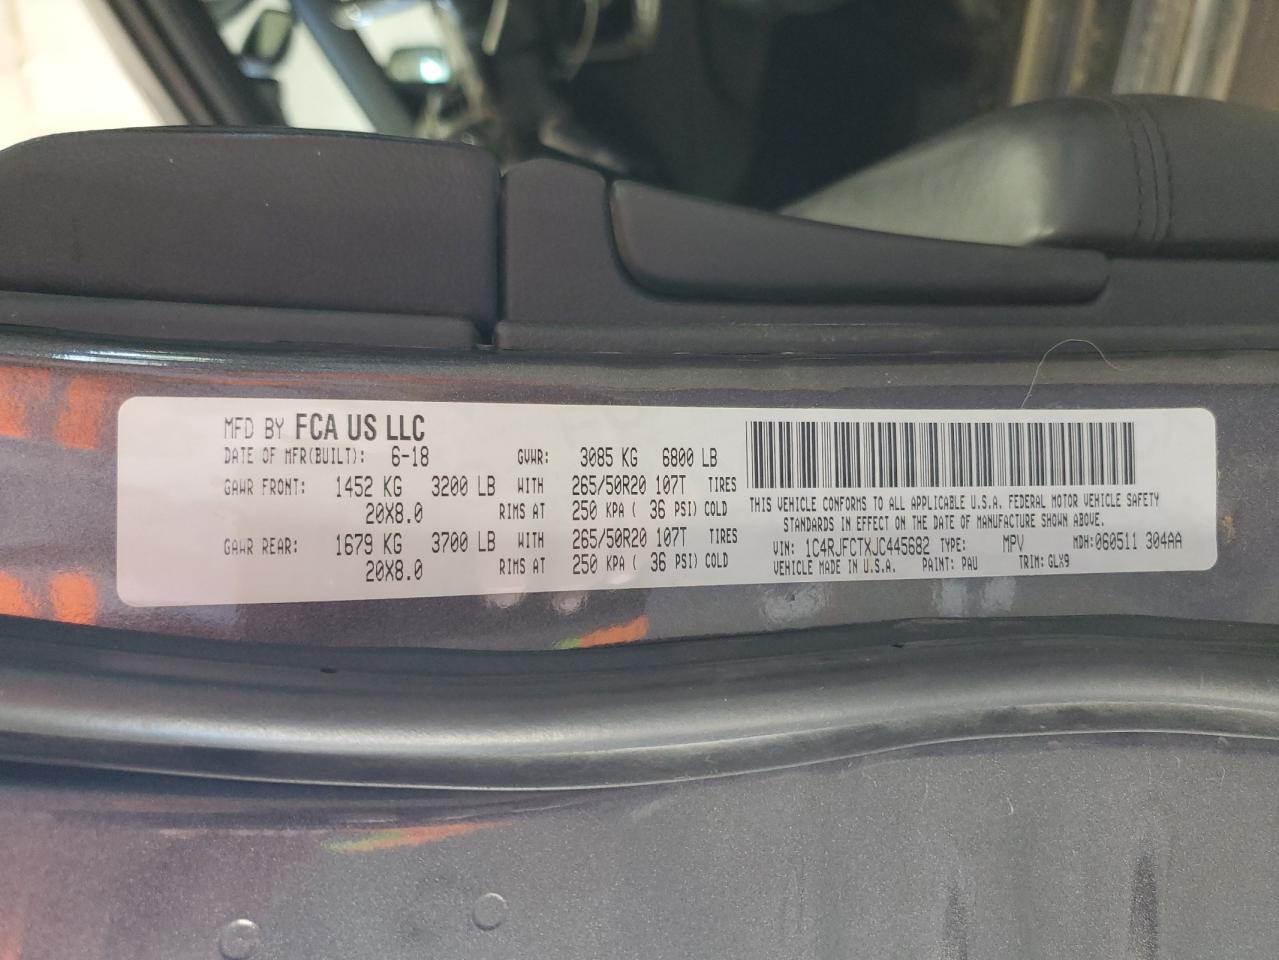 MFD BY FCA US LLC
DATE OF MFR(BUILT): 6-18 GVWR: 3085 KG 6800 LB
GAWR FRONT: 1452 KG 3200 LB WITH 265/50R20 107T TIRES
20X8.0 RIMS AT 250 KPA ( 36 PSI) COLD
GAWR REAR: 1679 KG 3700 LB WITH 265/50R20 107T TIRES
20X8.0 RIMS AT 250 KPA ( 36 PSI) COLD
THIS VEHICLE CONFORMS TO ALL APPLICABLE U.S.A. FEDERAL MOTOR VEHICLE SAFETY
STANDARDS IN EFFECT ON THE DATE OF MANUFACTURE SHOWN ABOVE.
VIN: 1C4RJFCTXJC445682 TYPE: MPV MDH:060511 304AA
VEHICLE MADE IN U.S.A. PAINT: PAU TRIM: GLX9